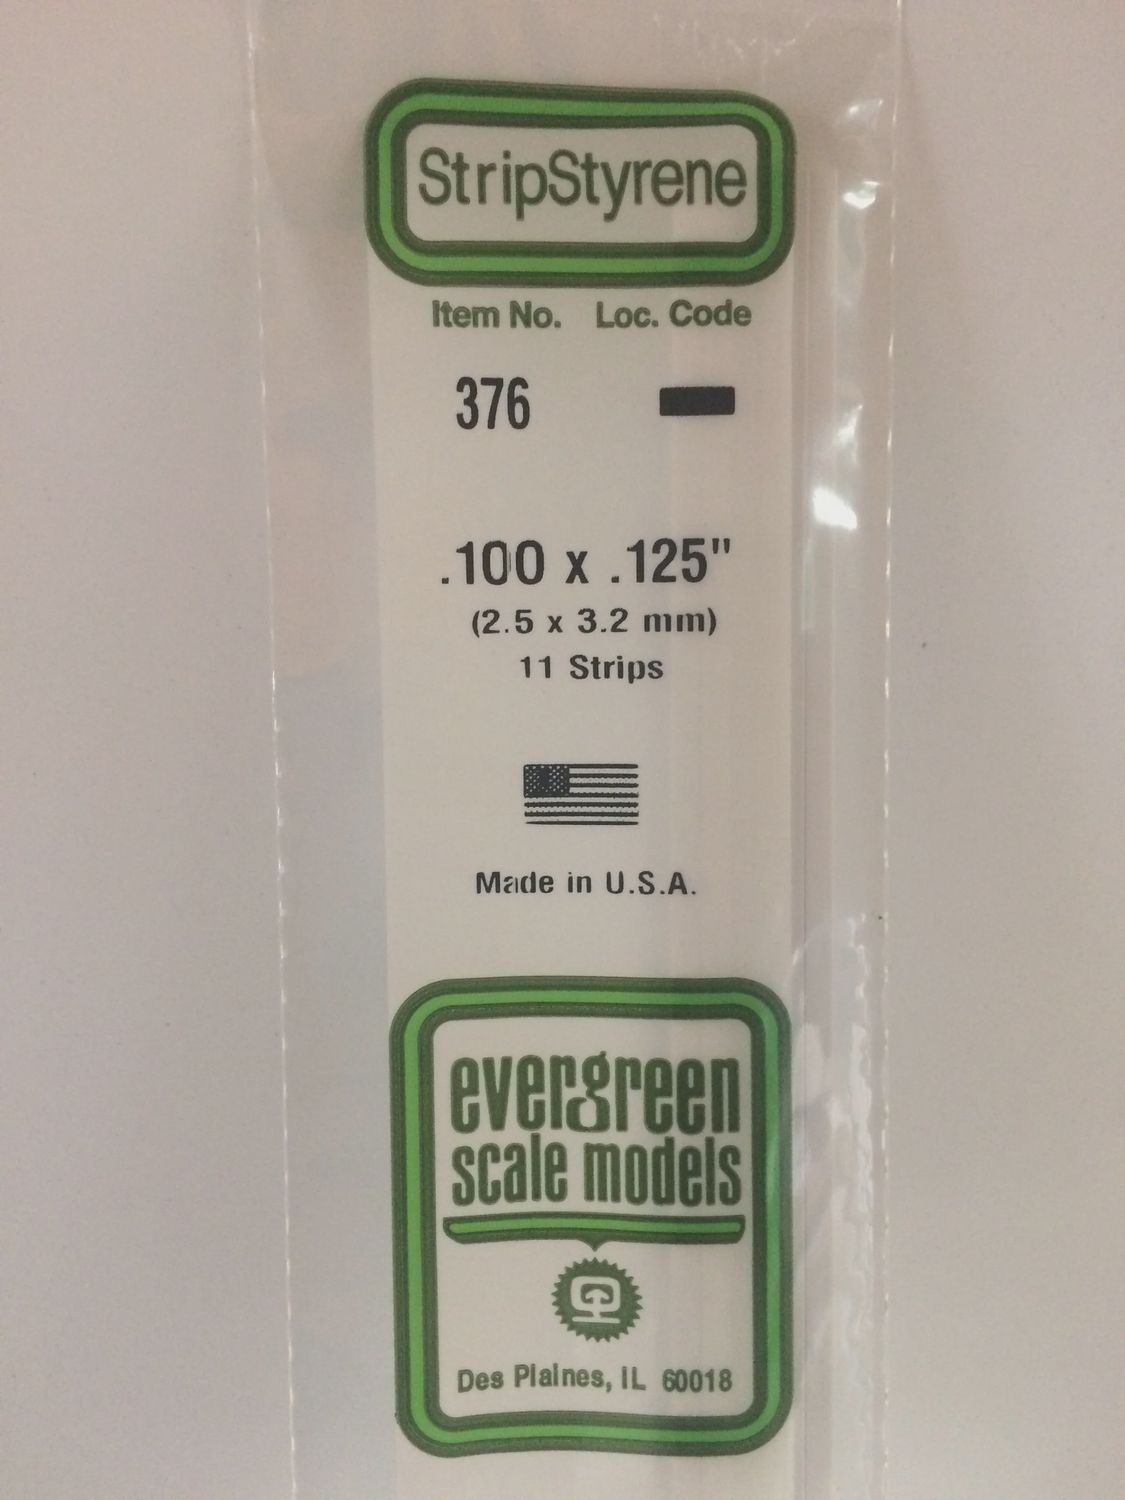 StripStyrene
Item No. Loc. Code
376
.100 x .125"
(2.5 x 3.2 mm)
11 Strips
Made in U.S.A.
evergreen
scale models
Des Plaines, IL 60018